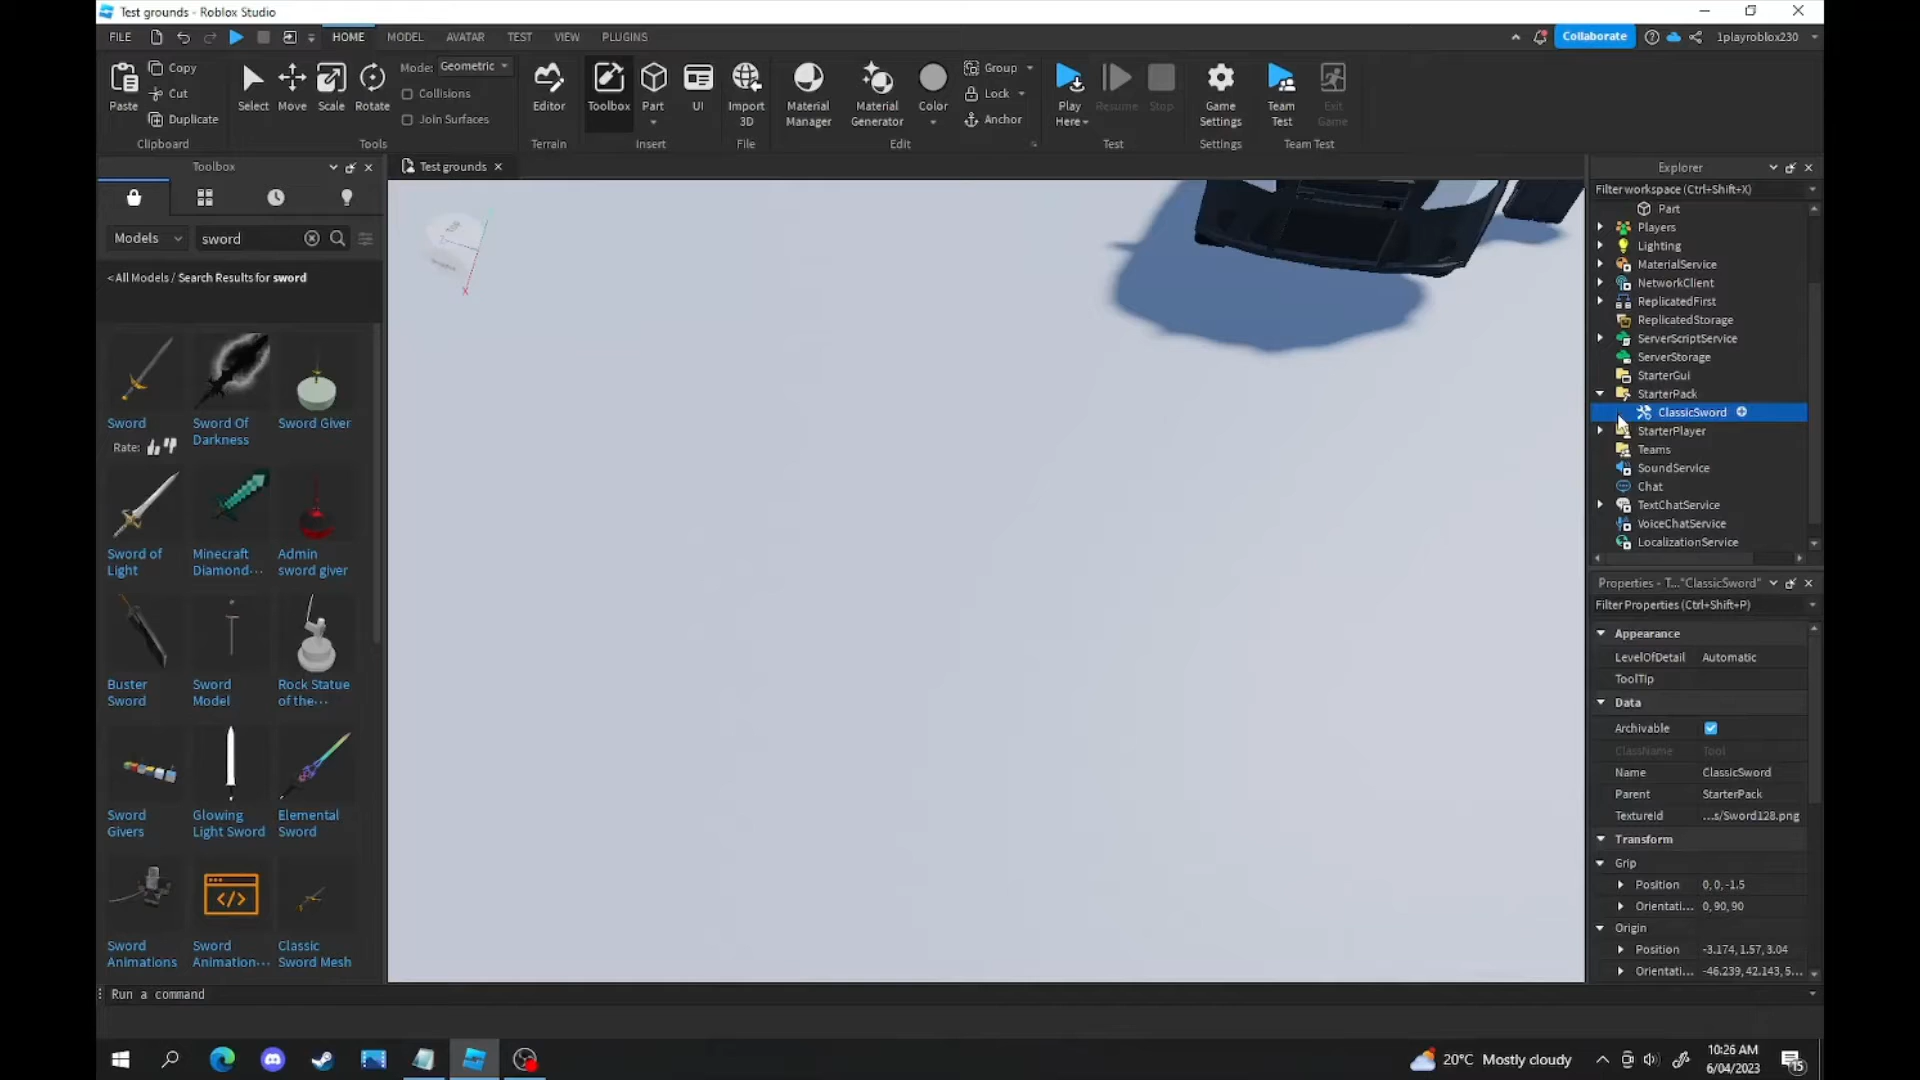 Test grounds - Roblox Studio
FILE
HOME
MODEL
AVATAR
TEST
VIEW
PLUGINS
Collaborate
1playroblox230
Paste
Copy
Cut
Duplicate
Clipboard
Select
Move
Scale
Rotate
Mode: Geometric
Collisions
Join Surfaces
Tools
Editor
Terrain
Toolbox
Part
UI
Insert
Import 3D
File
Material Manager
Material Generator
Color
Group
Lock
Anchor
Edit
Play Here
Resume
Stop
Test
Game Settings
Settings
Team Test
Exit Game
Team Test
Toolbox
Models
sword
< All Models / Search Results for sword
Sword
Rate:
Sword Of Darkness
Sword Giver
Sword of Light
Minecraft Diamond···
Admin sword giver
Buster Sword
Sword Model
Rock Statue of the···
Sword Givers
Glowing Light Sword
Elemental Sword
Sword Animations
Sword Animation···
Classic Sword Mesh
Test grounds
X
Explorer
Filter workspace (Ctrl+Shift+X)
Part
Players
Lighting
MaterialService
NetworkClient
ReplicatedFirst
ReplicatedStorage
ServerScriptService
ServerStorage
StarterGui
StarterPack
ClassicSword
StarterPlayer
Teams
SoundService
Chat
TextChatService
VoiceChatService
LocalizationService
Properties - T..."ClassicSword"
Filter Properties (Ctrl+Shift+P)
Appearance
LevelOfDetail Automatic
ToolTip
Data
Archivable
ClassName Tool
Name ClassicSword
Parent StarterPack
TextureId ...s/Sword128.png
Transform
Grip
Position 0, 0, -1.5
Orientati... 0, 90, 90
Origin
Position -3.174, 1.57, 3.04
Orientati... -46.239, 42.143, 5...
Run a command
20°C Mostly cloudy
10:26 AM
6/04/2023
15